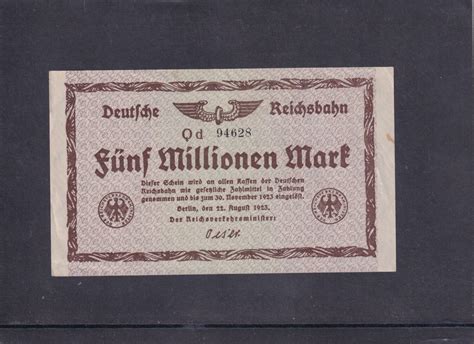 Deutsche Reichsbahn
Qd 94628
Fünf Millionen Mark
Dieser Schein wird an allen Kassen der Deutschen
Reichsbahn wie gesetzliche Zahlmittel in Zahlung
genommen und bis zum 30. November 1923 eingelöst.
Berlin, den 22. August 1923.
Der Reichsverkehrsminister:
Oeser